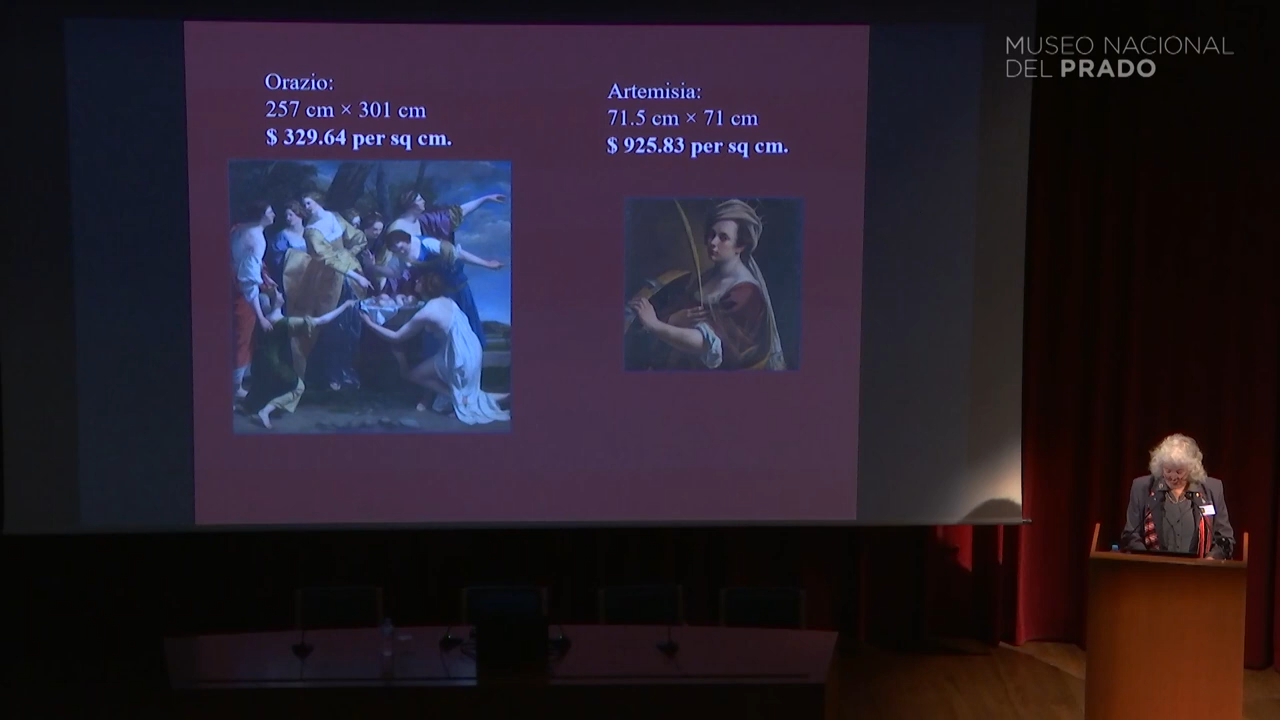 MUSEO NACIONAL
DEL PRADO
Orazio:
257 cm × 301 cm
$ 329.64 per sq cm.
Artemisia:
71.5 cm × 71 cm
$ 925.83 per sq cm.